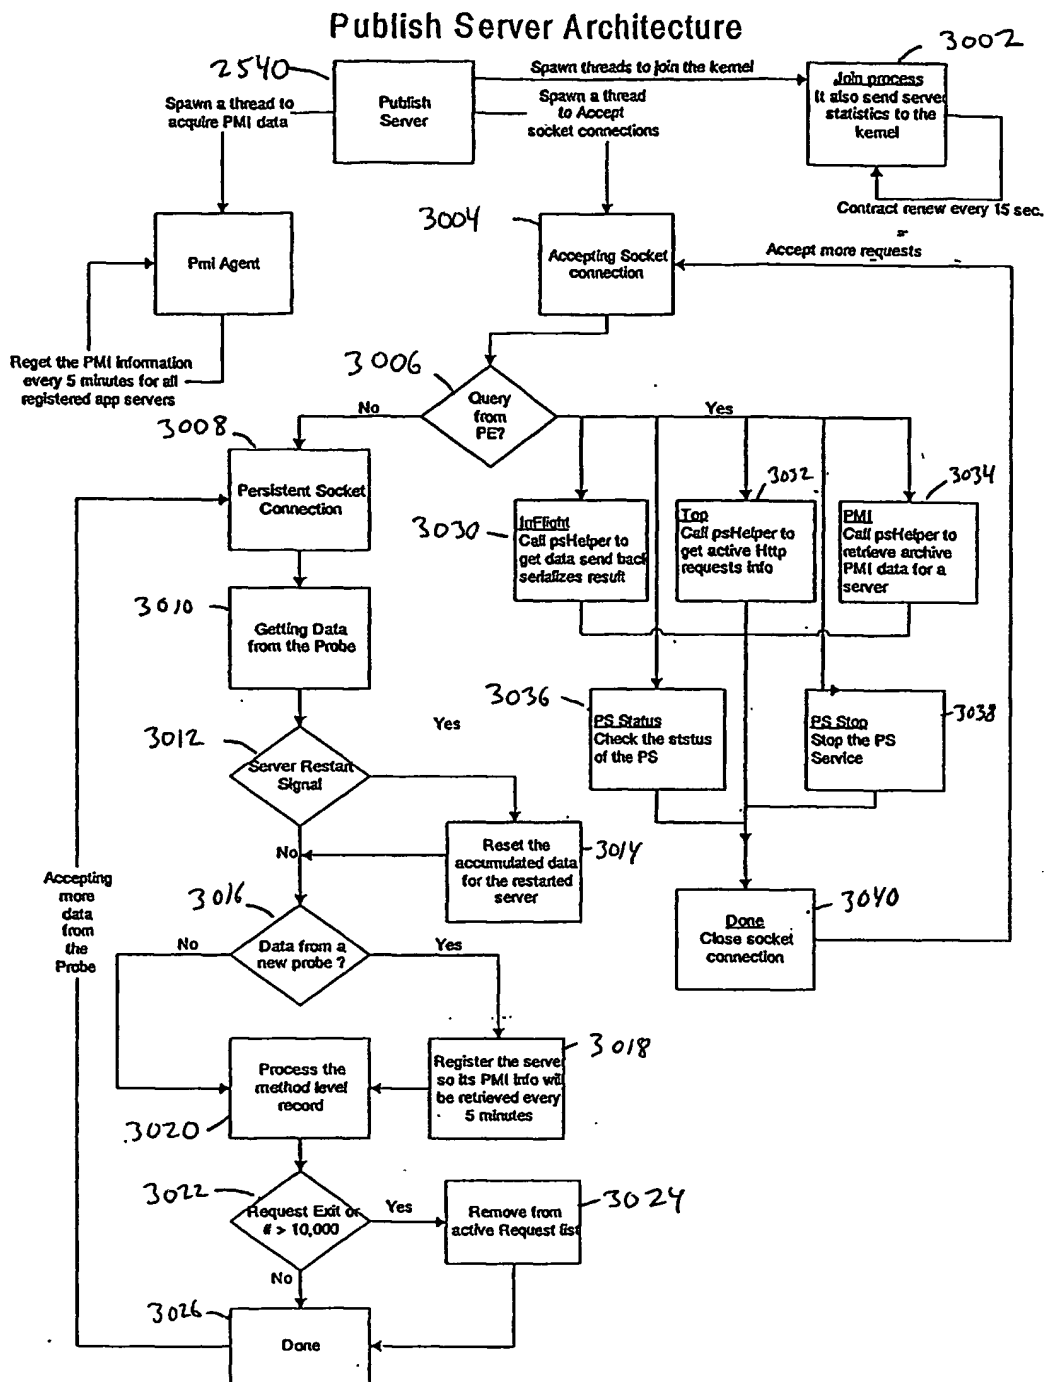 Publish Server Architecture
2540
Publish
Server
Spawn threads to join the kernel
3002
Join process
It also send server
statistics to the
kernel
Spawn a thread to
acquire PMI data
Spawn a thread
to Accept
socket connections
Contract renew every 15 sec.
Pmi Agent
3004
Accepting Socket
connection
Accept more requests
Reget the PMI information
every 5 minutes for all
registered app servers
3006
Query
from
PE?
No
Yes
3008
Persistent Socket
Connection
3030
InFlight
Call psHelper to
get data send back
serializes result
3032
Top
Call psHelper to
get active Http
requests info
3034
PMI
Call psHelper to
retrieve archive
PMI data for a
server
3010
Getting Data
from the Probe
3036
PS Status
Check the ststus
of the PS
3038
PS Stop
Stop the PS
Service
3012
Server Restart
Signal
Yes
No
Reset the
accumulated data
for the restarted
server
3014
Accepting
more
data
from
the
Probe
3016
Data from a
new probe ?
No
Yes
Done
Close socket
connection
3040
Process the
method level
record
3020
Register the server
so its PMI info will
be retrieved every
5 minutes
3018
3022
Request Exit or
# > 10,000
Yes
No
Remove from
active Request list
3024
3026
Done